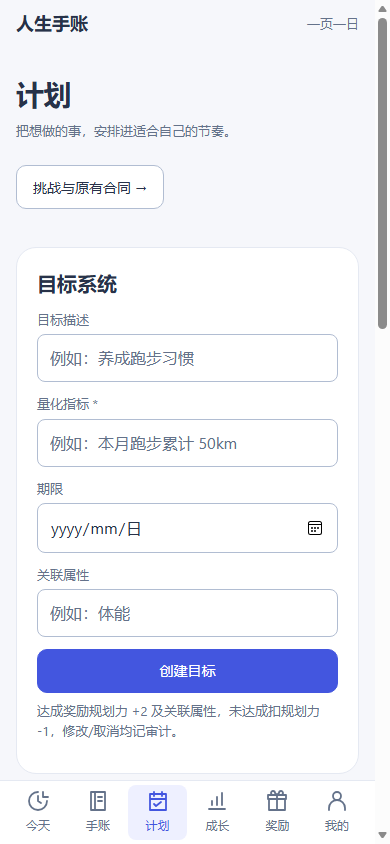 人生手账
一页一日
计划
把想做的事，安排进适合自己的节奏。
挑战与原有合同 →
目标系统
目标描述
例如：养成跑步习惯
量化指标 *
例如：本月跑步累计 50km
期限
yyyy/mm/日
关联属性
例如：体能
创建目标
达成奖励规划力 +2 及关联属性，未达成扣规划力
-1，修改/取消均记审计。
今天
手账
计划
成长
奖励
我的